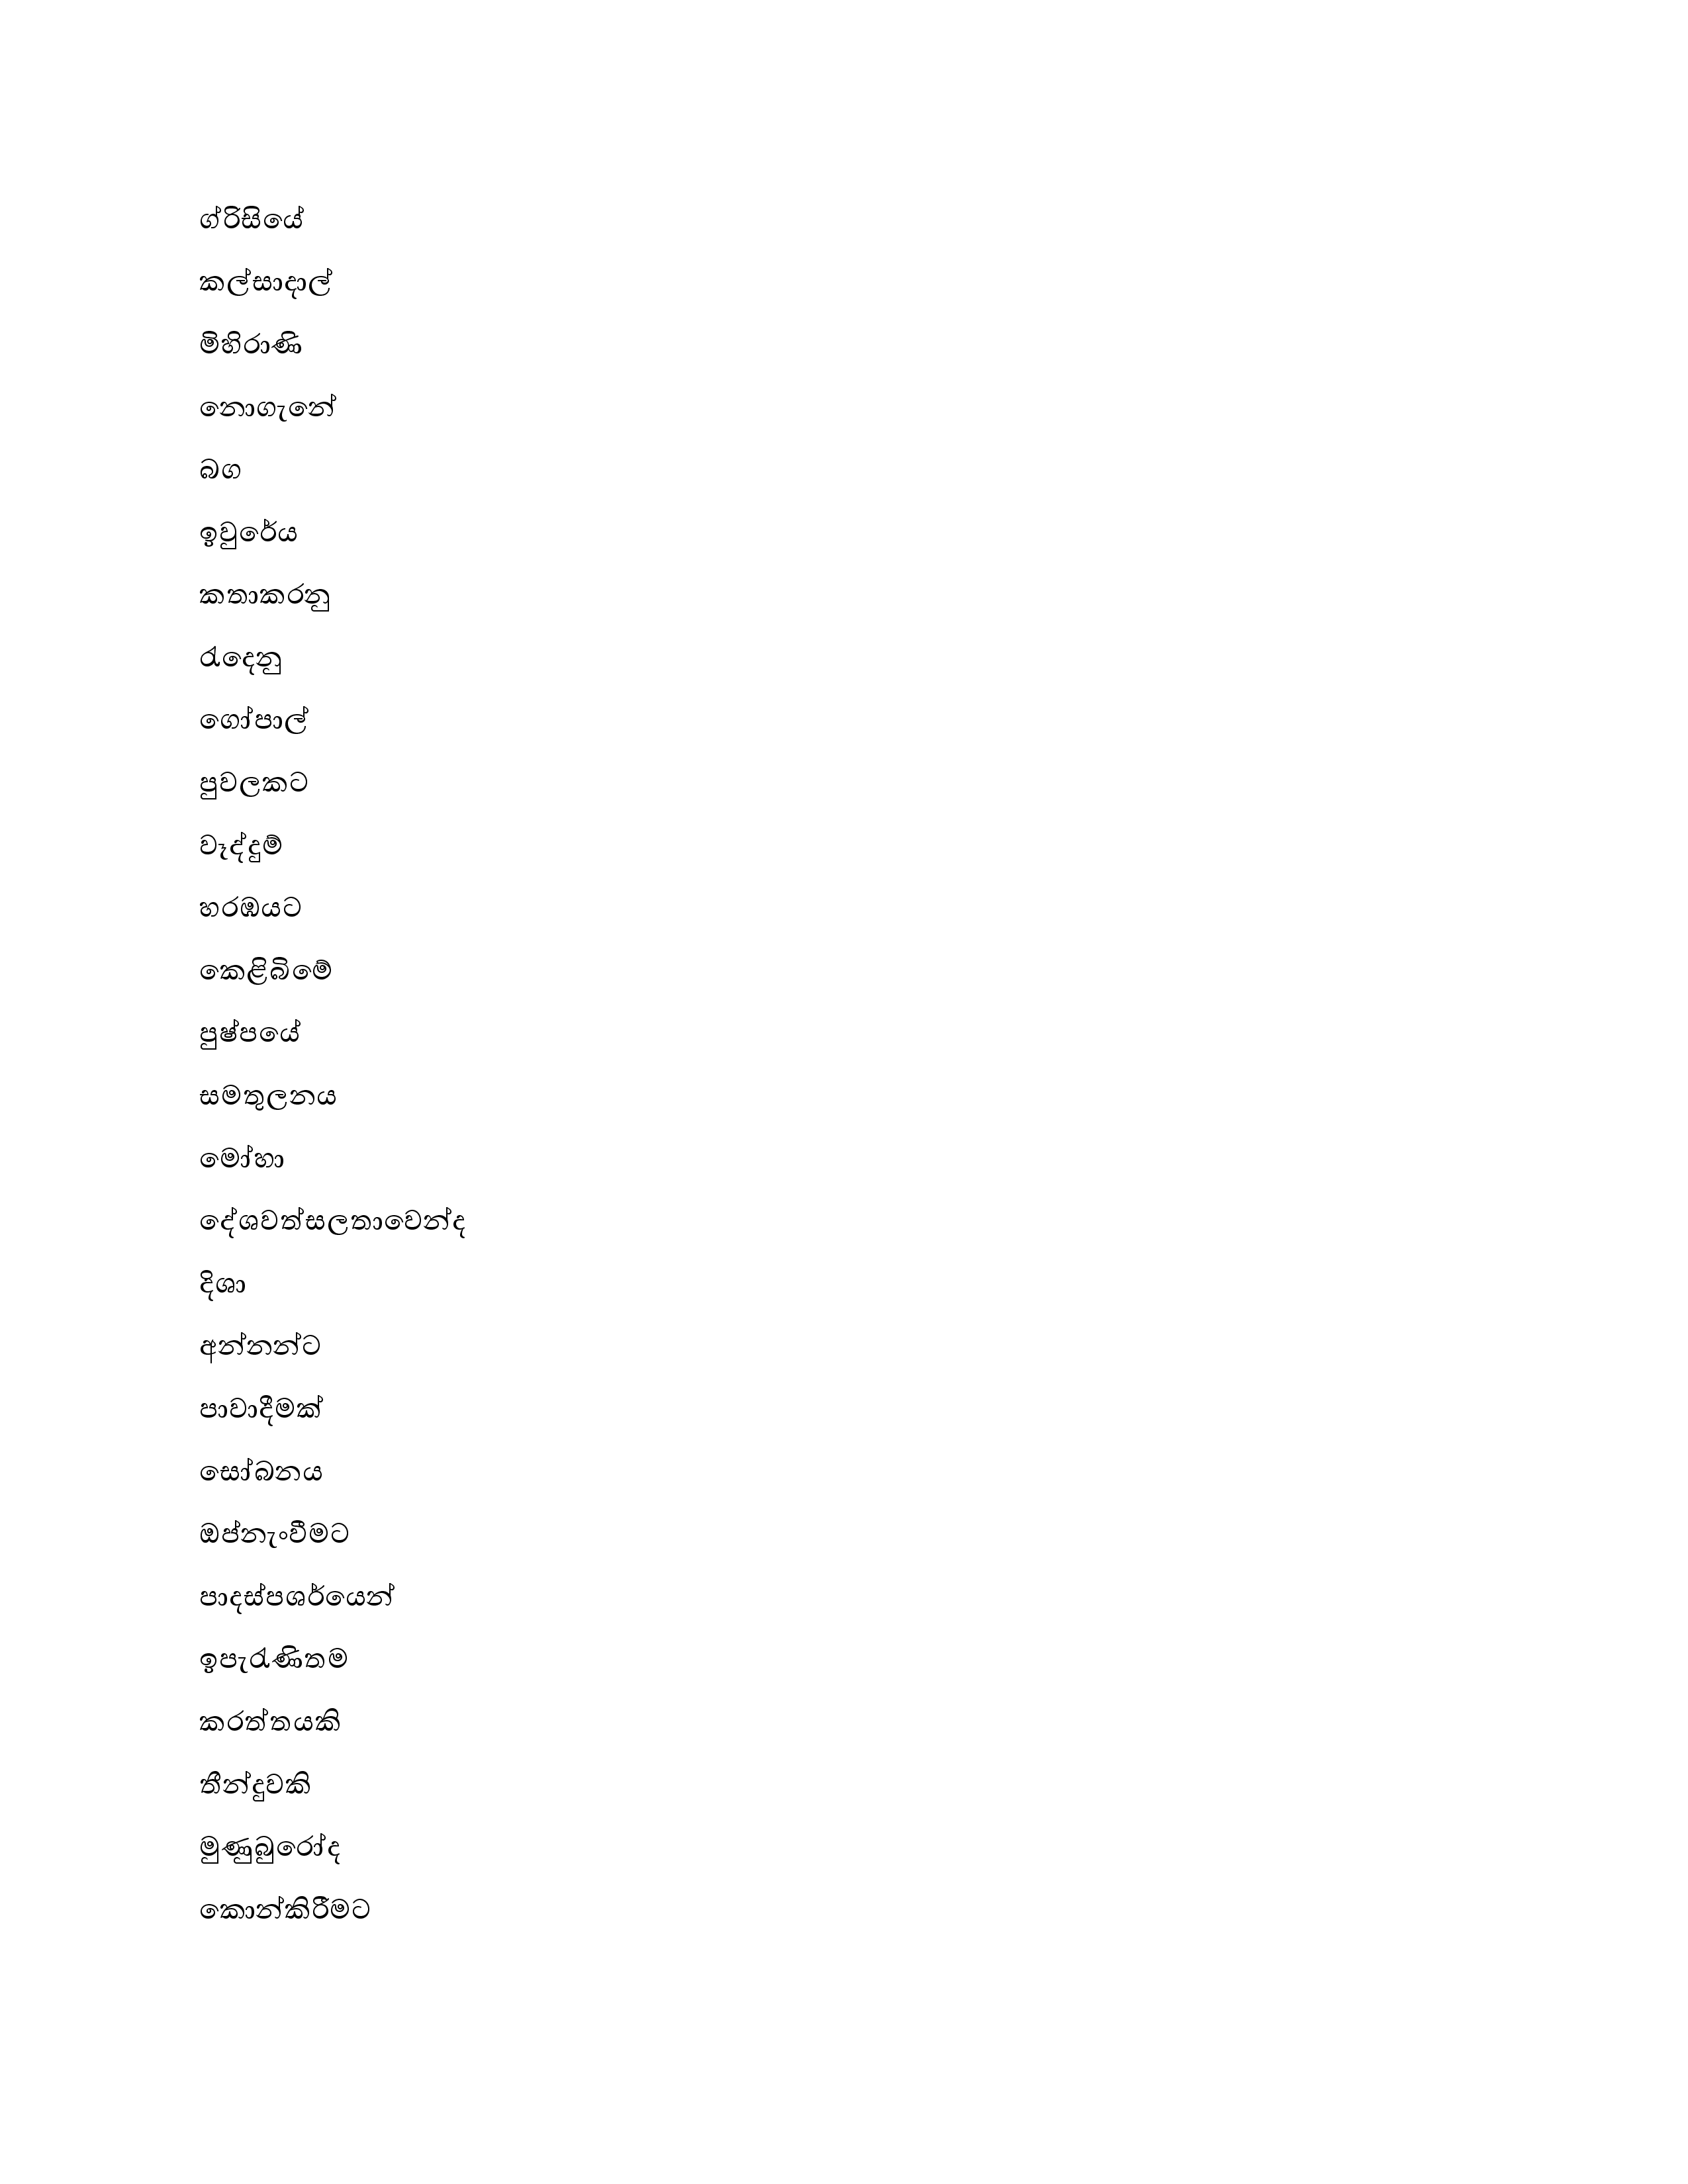 ග්රිසියේ
කල්සාදාල්
මිහිරාණි
නොගැනේ
බග
ඉවුරේය
කතාකරනු
රැදෙනු
ගෝපාල්
පුවලකට
වෑද්දුම්
හරඹයට
කෙළිබිමේ
පුෂ්පයේ
සමතුලනය
මෝහා
දේශවත්සලතාවෙන්ද
දිශා
අන්නන්ට
පාවාදීමක්
සෝබනය
ඔප්නැංවීමට
පාදස්පශර්යෙන්
ඉපැරැණිතම
කරත්තයකි
තීන්දුවකි
මුණුබුරෝද
කොන්කිරීමට